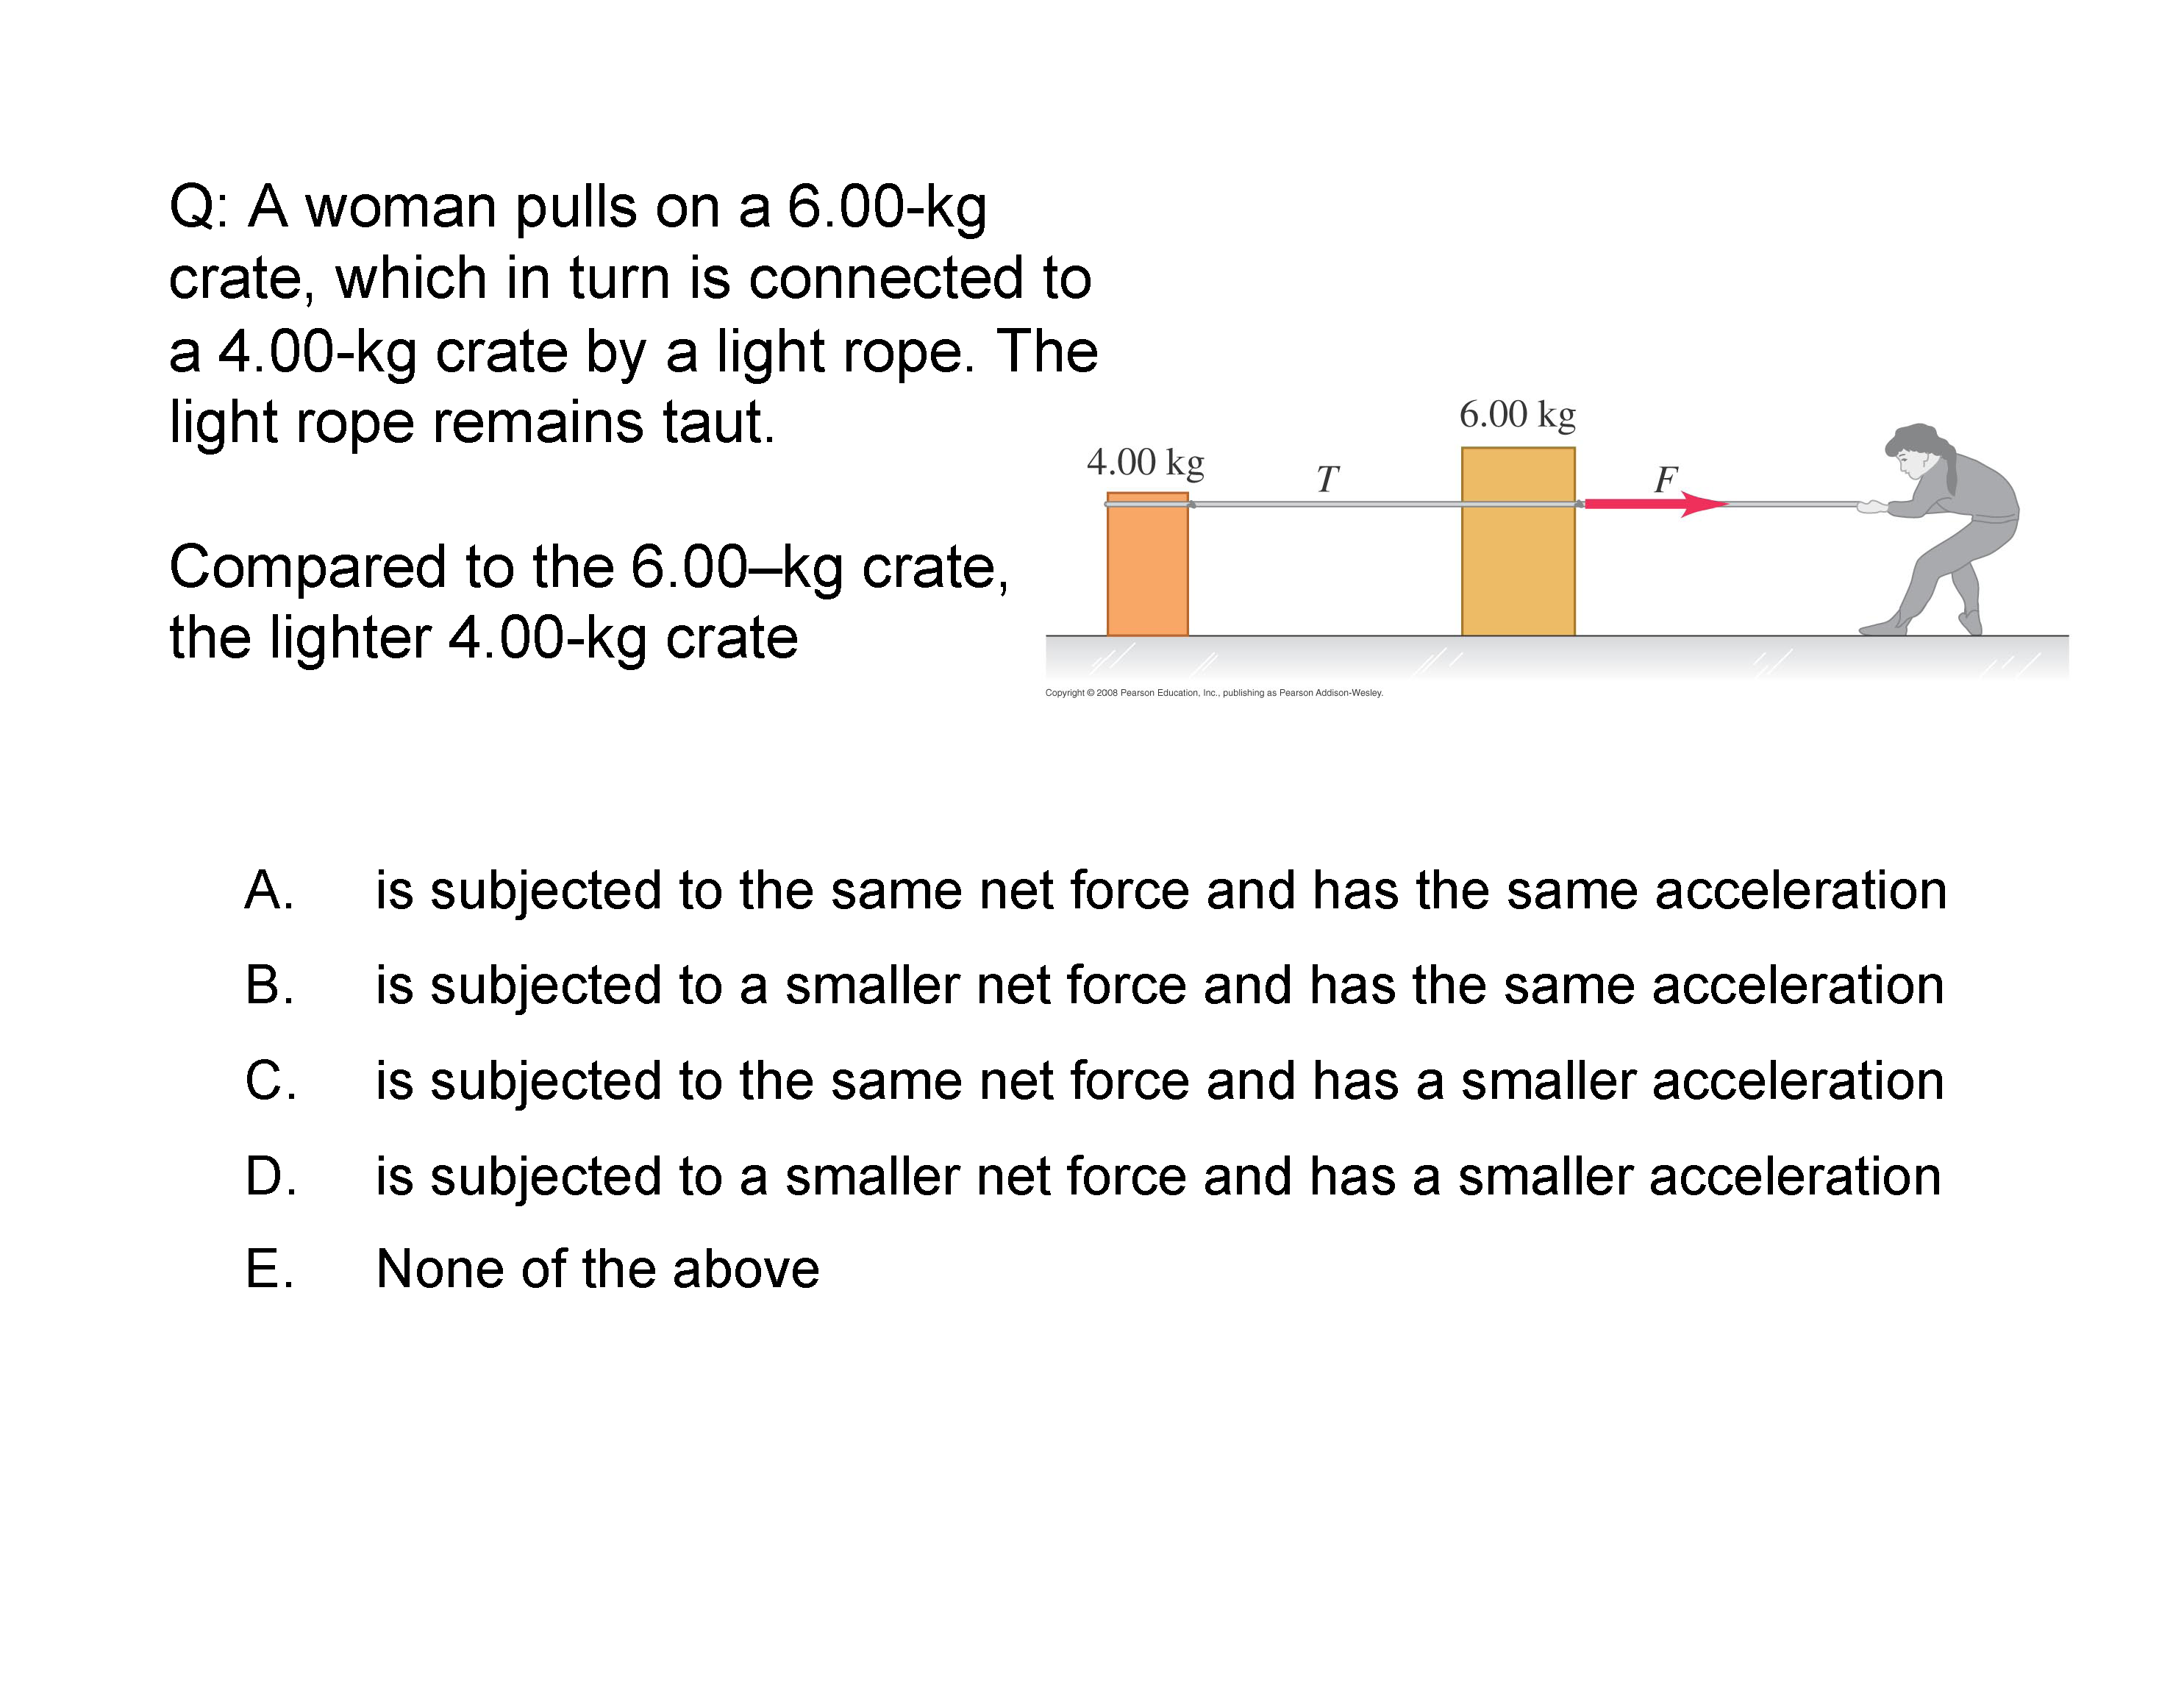 Q: A woman pulls on a 6.00-kg
crate, which in turn is connected to
a 4.00-kg crate by a light rope. The
light rope remains taut.
Compared to the 6.00–kg crate,
the lighter 4.00-kg crate
6.00 kg
4.00 kg
T
F
Copyright © 2008 Pearson Education, Inc., publishing as Pearson Addison-Wesley.
A. is subjected to the same net force and has the same acceleration
B. is subjected to a smaller net force and has the same acceleration
C. is subjected to the same net force and has a smaller acceleration
D. is subjected to a smaller net force and has a smaller acceleration
E. None of the above